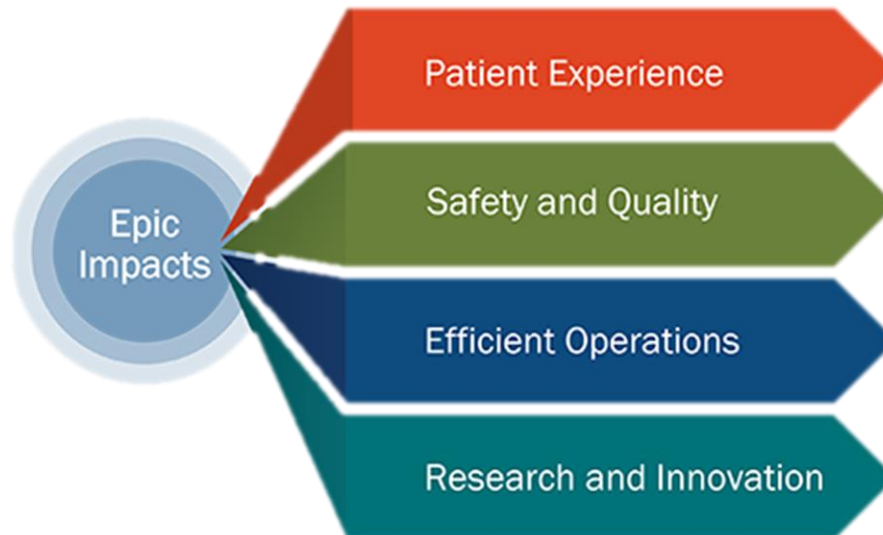 Patient Experience
Safety and Quality
Epic
Impacts
Efficient Operations
Research and Innovation